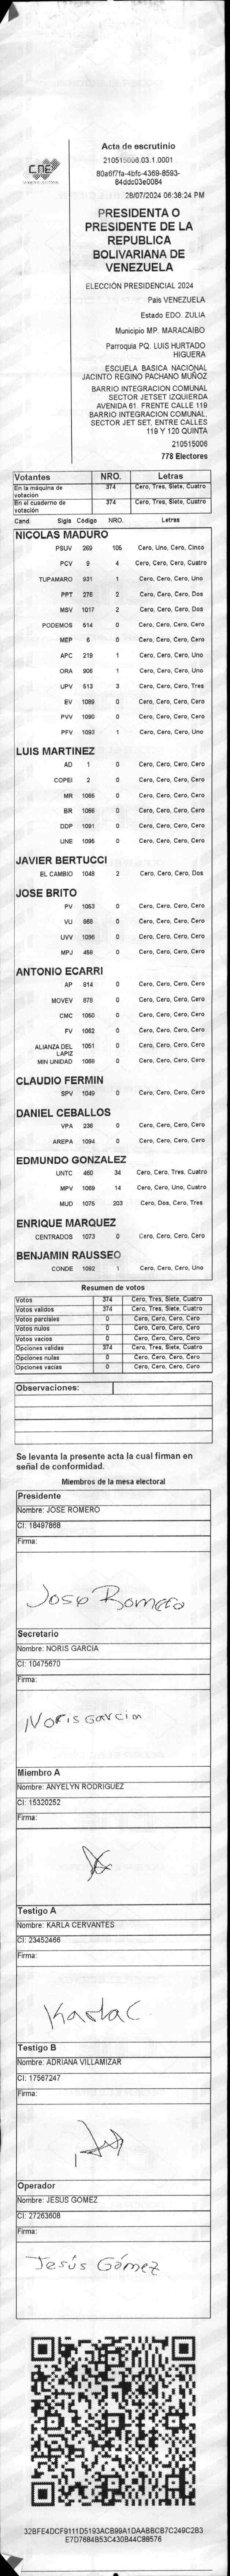 CNE
Acta de escrutinio
210515006.03.1.0001
80a6f7fa-4bfc-4369-8593-
84ddc03e0084
28/07/2024 06:38:24 PM
PRESIDENTA O
PRESIDENTE DE LA
REPUBLICA
BOLIVARIANA DE
VENEZUELA
ELECCIÓN PRESIDENCIAL 2024
País VENEZUELA
Estado EDO. ZULIA
Municipio MP. MARACAIBO
Parroquia PQ. LUIS HURTADO
HIGUERA
ESCUELA BASICA NACIONAL
JACINTO REGINO PACHANO MUÑOZ
BARRIO INTEGRACION COMUNAL
SECTOR JETSET IZQUIERDA
AVENIDA 61. FRENTE CALLE 119
BARRIO INTEGRACION COMUNAL,
SECTOR JET SET, ENTRE CALLES
119 Y 120 QUINTA
210515006
778 Electores
Votantes NRO. Letras
En la máquina de votación 374 Cero, Tres, Siete, Cuatro
En el cuaderno de votación 374 Cero, Tres, Siete, Cuatro
Cand. Sigla Código NRO. Letras
NICOLAS MADURO
PSUV 269 105 Cero, Uno, Cero, Cinco
PCV 9 4 Cero, Cero, Cero, Cuatro
TUPAMARO 931 1 Cero, Cero, Cero, Uno
PPT 276 2 Cero, Cero, Cero, Dos
MSV 1017 2 Cero, Cero, Cero, Dos
PODEMOS 514 0 Cero, Cero, Cero, Cero
MEP 6 0 Cero, Cero, Cero, Cero
APC 219 1 Cero, Cero, Cero, Uno
ORA 906 1 Cero, Cero, Cero, Uno
UPV 513 3 Cero, Cero, Cero, Tres
EV 1089 0 Cero, Cero, Cero, Cero
PVV 1090 0 Cero, Cero, Cero, Cero
PFV 1093 1 Cero, Cero, Cero, Uno
LUIS MARTINEZ
AD 1 0 Cero, Cero, Cero, Cero
COPEI 2 0 Cero, Cero, Cero, Cero
MR 1065 0 Cero, Cero, Cero, Cero
BR 1066 0 Cero, Cero, Cero, Cero
DDP 1091 0 Cero, Cero, Cero, Cero
UNE 1095 0 Cero, Cero, Cero, Cero
JAVIER BERTUCCI
EL CAMBIO 1048 2 Cero, Cero, Cero, Dos
JOSE BRITO
PV 1053 0 Cero, Cero, Cero, Cero
VU 868 0 Cero, Cero, Cero, Cero
UVV 1096 0 Cero, Cero, Cero, Cero
MPJ 458 0 Cero, Cero, Cero, Cero
ANTONIO ECARRI
AP 814 0 Cero, Cero, Cero, Cero
MOVEV 878 0 Cero, Cero, Cero, Cero
CMC 1050 0 Cero, Cero, Cero, Cero
FV 1062 0 Cero, Cero, Cero, Cero
ALIANZA DEL LAPIZ 1051 0 Cero, Cero, Cero, Cero
MIN UNIDAD 1068 0 Cero, Cero, Cero, Cero
CLAUDIO FERMIN
SPV 1049 0 Cero, Cero, Cero, Cero
DANIEL CEBALLOS
VPA 236 0 Cero, Cero, Cero, Cero
AREPA 1094 0 Cero, Cero, Cero, Cero
EDMUNDO GONZALEZ
UNTC 460 34 Cero, Cero, Tres, Cuatro
MPV 1069 14 Cero, Cero, Uno, Cuatro
MUD 1075 203 Cero, Dos, Cero, Tres
ENRIQUE MARQUEZ
CENTRADOS 1073 0 Cero, Cero, Cero, Cero
BENJAMIN RAUSSEO
CONDE 1092 1 Cero, Cero, Cero, Uno
Resumen de votos
Votos 374 Cero, Tres, Siete, Cuatro
Votos validos 374 Cero, Tres, Siete, Cuatro
Votos parciales 0 Cero, Cero, Cero, Cero
Votos nulos 0 Cero, Cero, Cero, Cero
Votos vacios 0 Cero, Cero, Cero, Cero
Opciones validas 374 Cero, Tres, Siete, Cuatro
Opciones nulas 0 Cero, Cero, Cero, Cero
Opciones vacias 0 Cero, Cero, Cero, Cero
Observaciones:
Se levanta la presente acta la cual firman en
señal de conformidad.
Miembros de la mesa electoral
Presidente
Nombre: JOSE ROMERO
CI: 16497868
Firma:
Jose Romero
Secretario
Nombre: NORIS GARCIA
CI: 10475670
Firma:
Noris Garcia
Miembro A
Nombre: ANYELYN RODRIGUEZ
CI: 15320252
Firma:
Testigo A
Nombre: KARLA CERVANTES
CI: 23452466
Firma:
Karla C
Testigo B
Nombre: ADRIANA VILLAMIZAR
CI: 17567247
Firma:
Operador
Nombre: JESUS GOMEZ
CI: 27263608
Firma:
Jesús Gómez
32BFE4DCF9111D5193ACB99A1DAABBCB7C249C2B3
E7D7684B53C430B44C88576